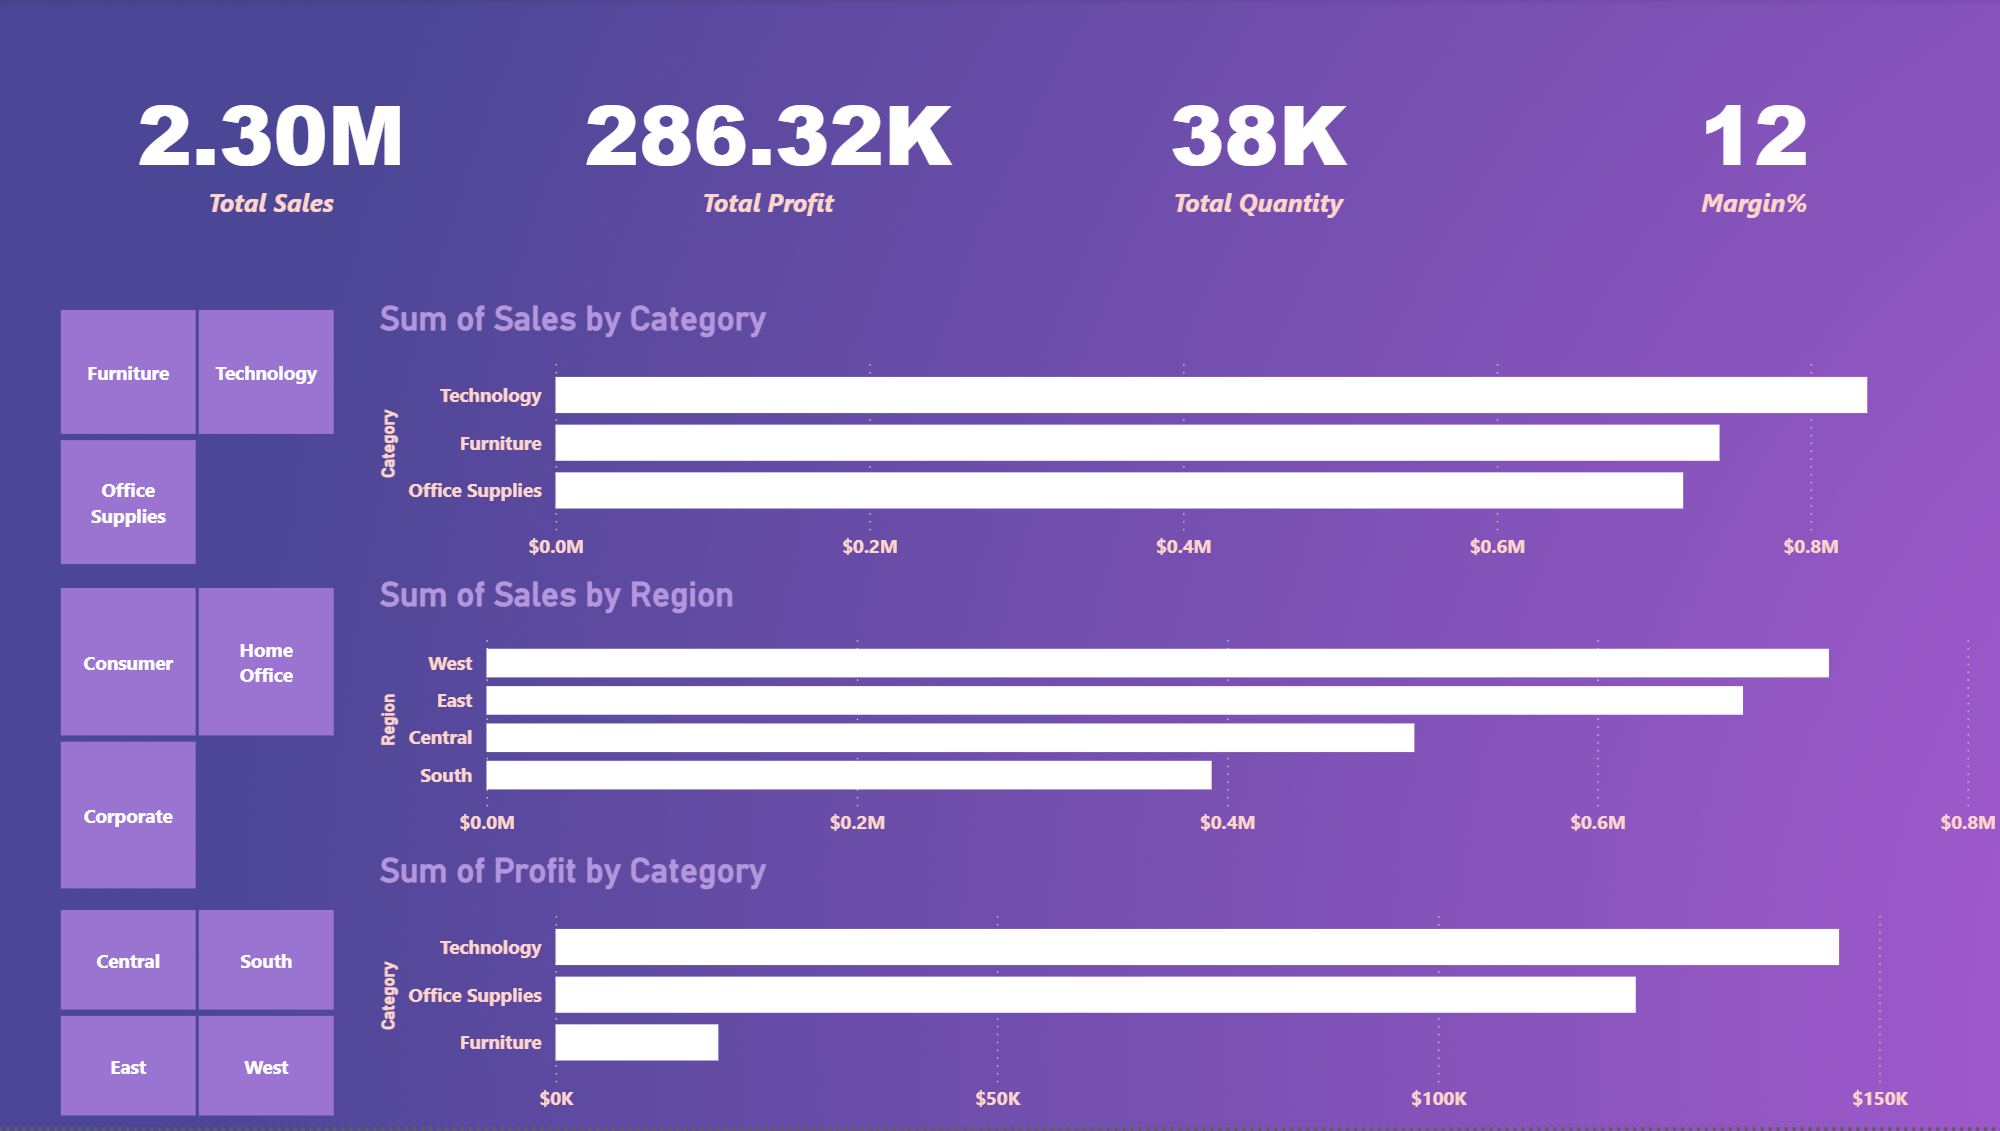 2.30M
Total Sales
286.32K
Total Profit
38K
Total Quantity
12
Margin%
Furniture
Technology
Office
Supplies
Consumer
Home
Office
Corporate
Central
South
East
West
Sum of Sales by Category
Category
Technology
Furniture
Office Supplies
$0.0M
$0.2M
$0.4M
$0.6M
$0.8M
Sum of Sales by Region
Region
West
East
Central
South
$0.0M
$0.2M
$0.4M
$0.6M
$0.8M
Sum of Profit by Category
Category
Technology
Office Supplies
Furniture
$0K
$50K
$100K
$150K